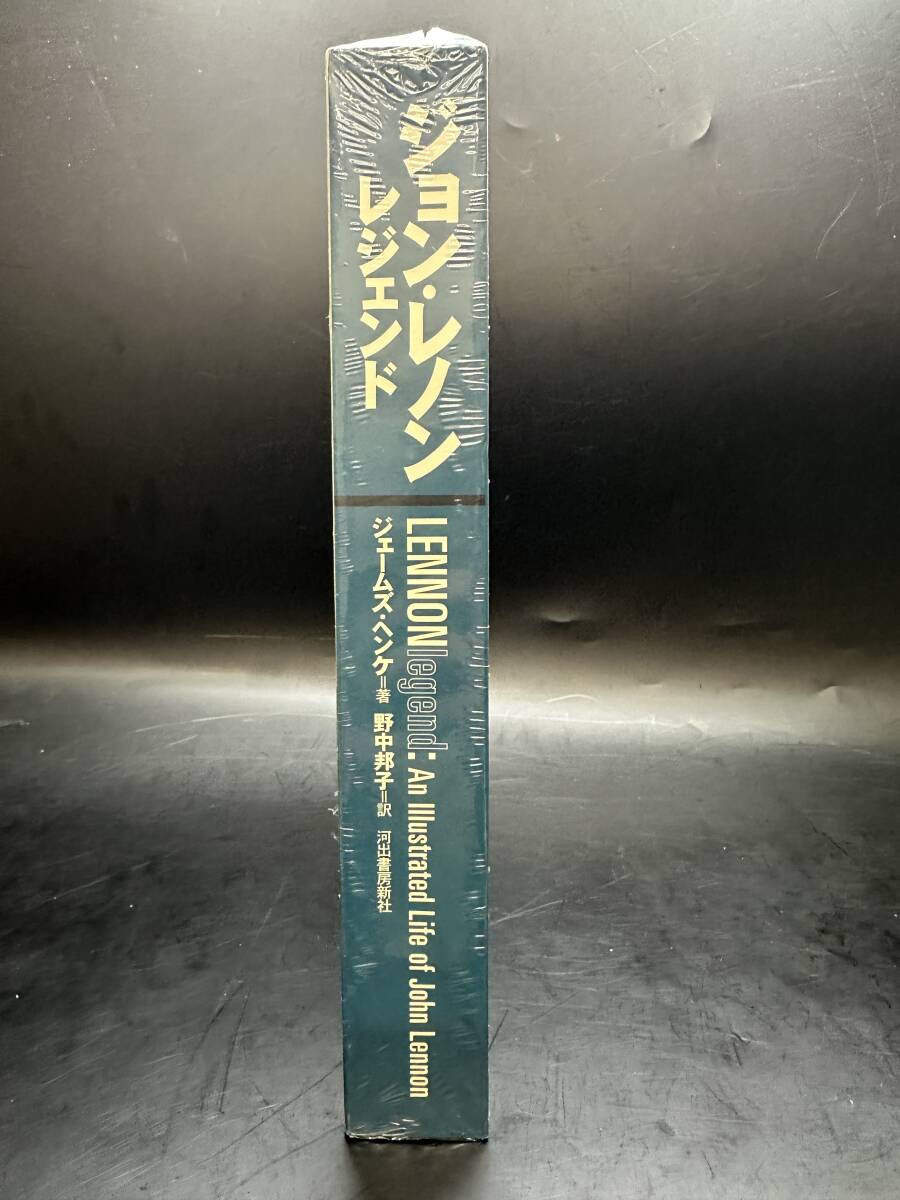 ジョン・レノン
レジェンド
LENNONlegend: An Illustrated Life of John Lennon
ジェームズ・ヘンケ=著 野中邦子=訳 河出書房新社